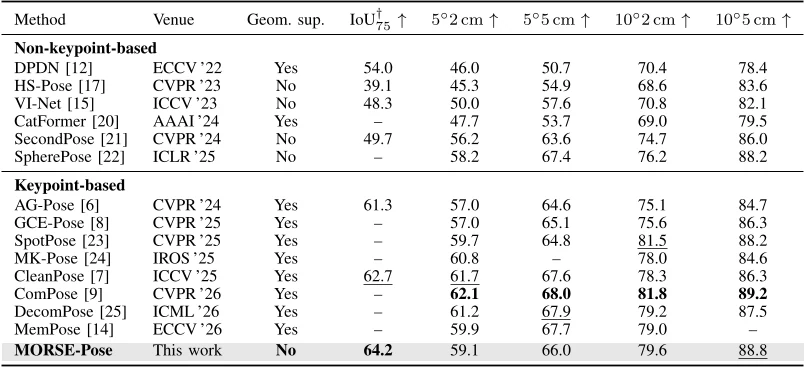 Method Venue Geom. sup. IoU†75 ↑ 5°2 cm ↑ 5°5 cm ↑ 10°2 cm ↑ 10°5 cm ↑
Non-keypoint-based
DPDN [12] ECCV ’22 Yes 54.0 46.0 50.7 70.4 78.4
HS-Pose [17] CVPR ’23 No 39.1 45.3 54.9 68.6 83.6
VI-Net [15] ICCV ’23 No 48.3 50.0 57.6 70.8 82.1
CatFormer [20] AAAI ’24 Yes – 47.7 53.7 69.0 79.5
SecondPose [21] CVPR ’24 No 49.7 56.2 63.6 74.7 86.0
SpherePose [22] ICLR ’25 No – 58.2 67.4 76.2 88.2
Keypoint-based
AG-Pose [6] CVPR ’24 Yes 61.3 57.0 64.6 75.1 84.7
GCE-Pose [8] CVPR ’25 Yes – 57.0 65.1 75.6 86.3
SpotPose [23] CVPR ’25 Yes – 59.7 64.8 81.5 88.2
MK-Pose [24] IROS ’25 Yes – 60.8 – 78.0 84.6
CleanPose [7] ICCV ’25 Yes 62.7 61.7 67.6 78.3 86.3
ComPose [9] CVPR ’26 Yes – 62.1 68.0 81.8 89.2
DecomPose [25] ICML ’26 Yes – 61.2 67.9 79.2 87.5
MemPose [14] ECCV ’26 Yes – 59.9 67.7 79.0 –
MORSE-Pose This work No 64.2 59.1 66.0 79.6 88.8